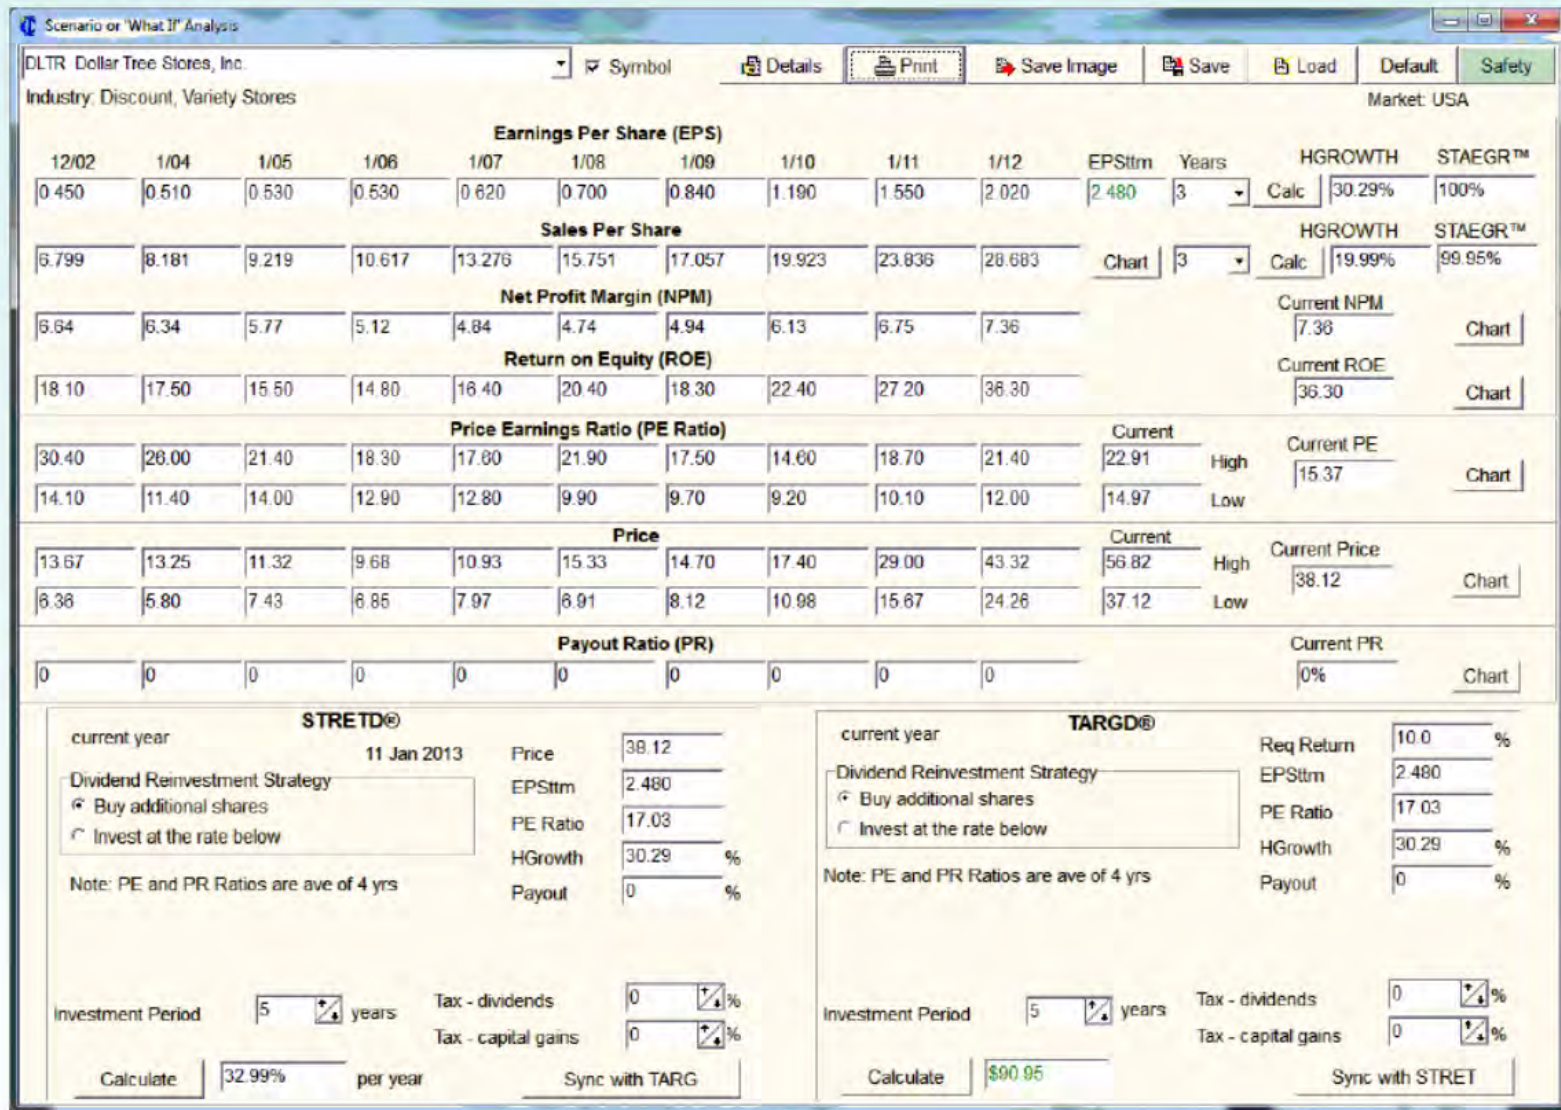 Scenario or "What If" Analysis
DLTR Dollar Tree Stores, Inc. Symbol Details Print Save Image Save Load Default Safety
Industry: Discount, Variety Stores Market: USA
Earnings Per Share (EPS)
12/02 1/04 1/05 1/06 1/07 1/08 1/09 1/10 1/11 1/12 EPSttm Years HGROWTH STAEGR™
0.450 0.510 0.530 0.530 0.620 0.700 0.840 1.190 1.550 2.020 2.480 3 Calc 30.29% 100%
Sales Per Share HGROWTH STAEGR™
6.799 8.181 9.219 10.617 13.276 15.751 17.057 19.923 23.836 28.683 Chart 3 Calc 19.99% 99.95%
Net Profit Margin (NPM) Current NPM
6.64 6.34 5.77 5.12 4.84 4.74 4.94 6.13 6.75 7.36 7.36 Chart
Return on Equity (ROE) Current ROE
18.10 17.50 15.50 14.80 16.40 20.40 18.30 22.40 27.20 36.30 36.30 Chart
Price Earnings Ratio (PE Ratio) Current
30.40 26.00 21.40 18.30 17.60 21.90 17.50 14.60 18.70 21.40 22.91 High Current PE
15.37 Chart
14.10 11.40 14.00 12.90 12.80 9.90 9.70 9.20 10.10 12.00 14.97 Low
Price Current
13.67 13.25 11.32 9.68 10.93 15.33 14.70 17.40 29.00 43.32 56.82 High Current Price
38.12 Chart
6.36 5.80 7.43 6.85 7.97 6.91 8.12 10.98 15.67 24.26 37.12 Low
Payout Ratio (PR) Current PR
0 0 0 0 0 0 0 0 0 0 0% Chart
STRETD®
current year
11 Jan 2013 Price 38.12
Dividend Reinvestment Strategy
EPSttm 2.480
Buy additional shares
PE Ratio 17.03
Invest at the rate below
HGrowth 30.29 %
Note: PE and PR Ratios are ave of 4 yrs
Payout 0 %
Investment Period 5 years
Tax - dividends 0 %
Tax - capital gains 0 %
Calculate 32.99% per year Sync with TARG
TARGD®
current year
Req Return 10.0 %
Dividend Reinvestment Strategy
EPSttm 2.480
Buy additional shares
PE Ratio 17.03
Invest at the rate below
HGrowth 30.29 %
Note: PE and PR Ratios are ave of 4 yrs
Payout 0 %
Investment Period 5 years
Tax - dividends 0 %
Tax - capital gains 0 %
Calculate $90.95 Sync with STRET